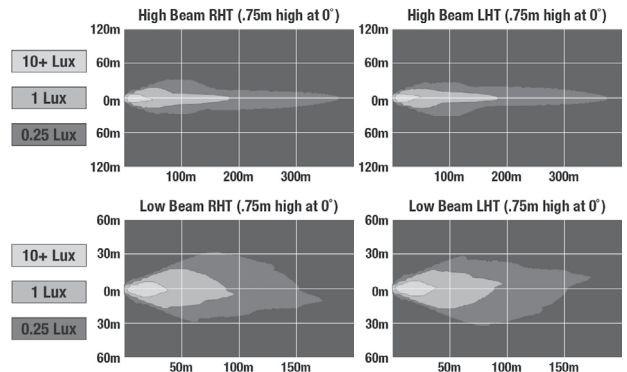 High Beam RHT (.75m high at 0°)
High Beam LHT (.75m high at 0°)
120m
60m
0m
60m
120m
100m 200m 300m
120m
60m
0m
60m
120m
100m 200m 300m
10+ Lux
1 Lux
0.25 Lux
Low Beam RHT (.75m high at 0°)
Low Beam LHT (.75m high at 0°)
60m
30m
0m
30m
60m
50m 100m 150m
60m
30m
0m
30m
60m
50m 100m 150m
10+ Lux
1 Lux
0.25 Lux